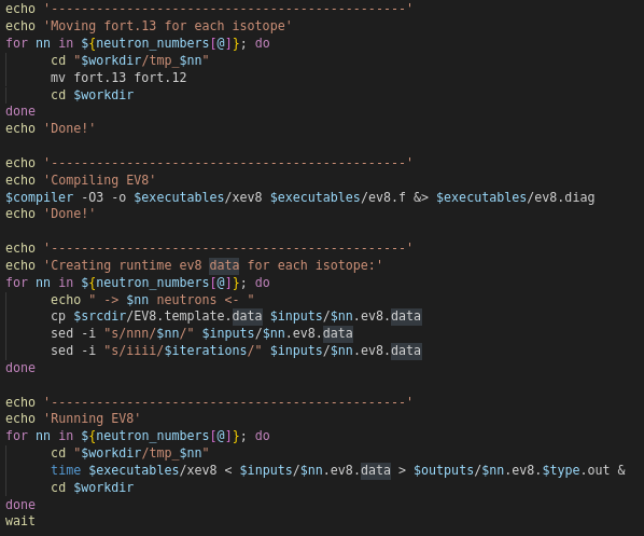 echo '-----------------------------------------------'
echo 'Moving fort.13 for each isotope'
for nn in ${neutron_numbers[@]}; do
      cd "$workdir/tmp_$nn"
      mv fort.13 fort.12
      cd $workdir
done
echo 'Done!'
echo '-----------------------------------------------'
echo 'Compiling EV8'
$compiler -O3 -o $executables/xev8 $executables/ev8.f &> $executables/ev8.diag
echo 'Done!'
echo '-----------------------------------------------'
echo 'Creating runtime ev8 data for each isotope:'
for nn in ${neutron_numbers[@]}; do
      echo " -> $nn neutrons <- "
      cp $srcdir/EV8.template.data $inputs/$nn.ev8.data
      sed -i "s/nnn/$nn/" $inputs/$nn.ev8.data
      sed -i "s/iiii/$iterations/" $inputs/$nn.ev8.data
done
echo '-----------------------------------------------'
echo 'Running EV8'
for nn in ${neutron_numbers[@]}; do
      cd "$workdir/tmp_$nn"
      time $executables/xev8 < $inputs/$nn.ev8.data > $outputs/$nn.ev8.$type.out &
      cd $workdir
done
wait